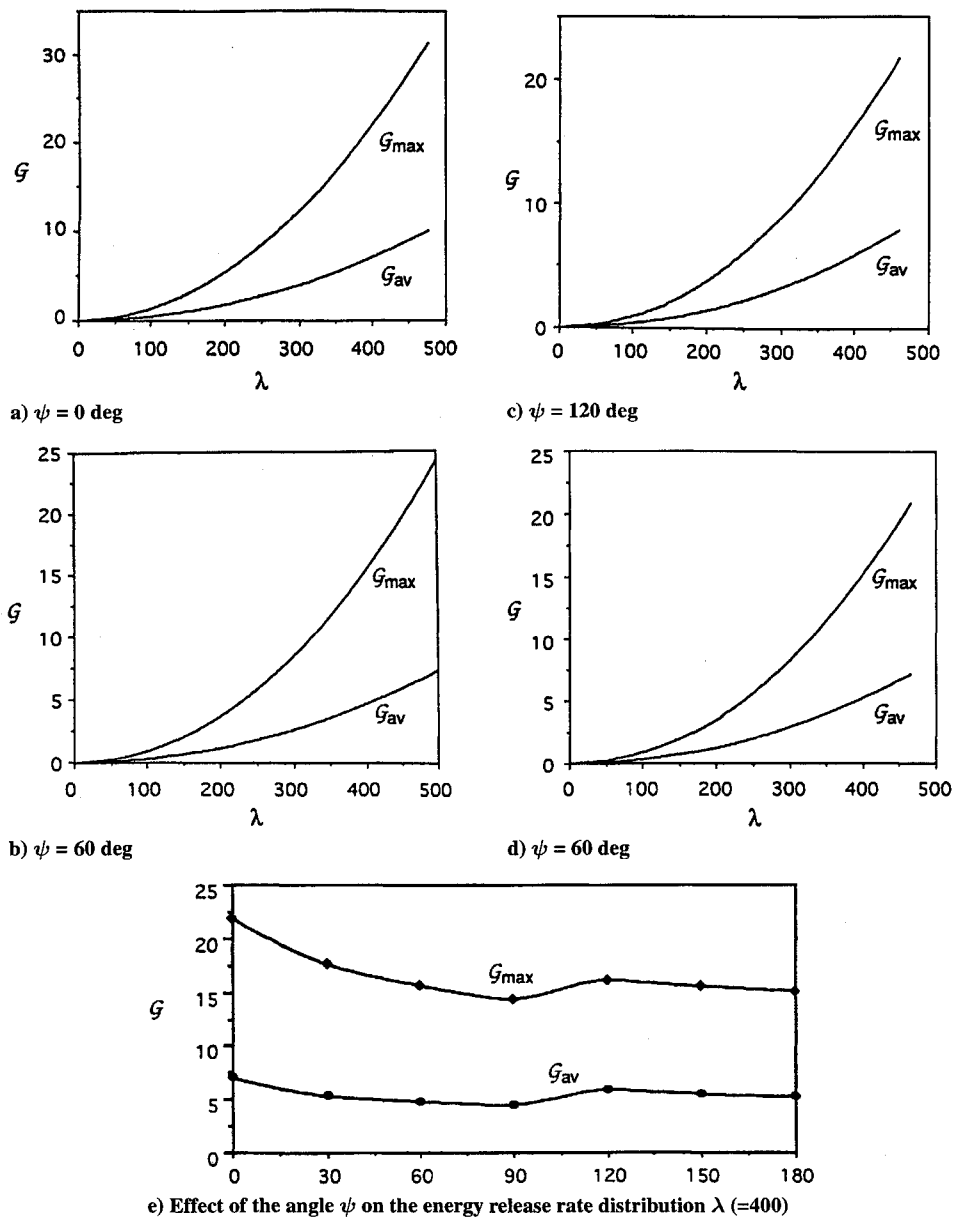 30
20
10
0
𝒢
𝒢max
𝒢av
0 100 200 300 400 500
λ
a) ψ = 0 deg
20
10
0
𝒢
𝒢max
𝒢av
0 100 200 300 400 500
λ
c) ψ = 120 deg
25
20
15
10
5
0
𝒢
𝒢max
𝒢av
0 100 200 300 400 500
λ
b) ψ = 60 deg
25
20
15
10
5
0
𝒢
𝒢max
𝒢av
0 100 200 300 400 500
λ
d) ψ = 60 deg
25
20
15
10
5
0
𝒢
𝒢max
𝒢av
0 30 60 90 120 150 180
e) Effect of the angle ψ on the energy release rate distribution λ (=400)